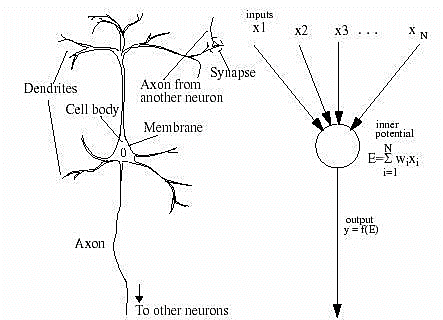 Dendrites
Cell body
Membrane
Axon from
another neuron
Synapse
Axon
To other neurons
inputs
x1 x2 x3 . . . x N
inner
potential
N
E=Σ wixi
i=1
output
y = f(E)